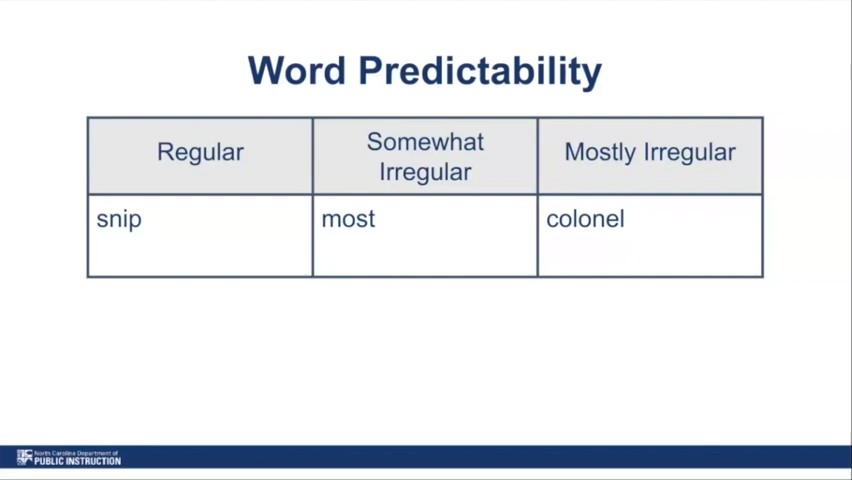 Word Predictability
Regular
Somewhat
Irregular
Mostly Irregular
snip
most
colonel
North Carolina Department of
PUBLIC INSTRUCTION